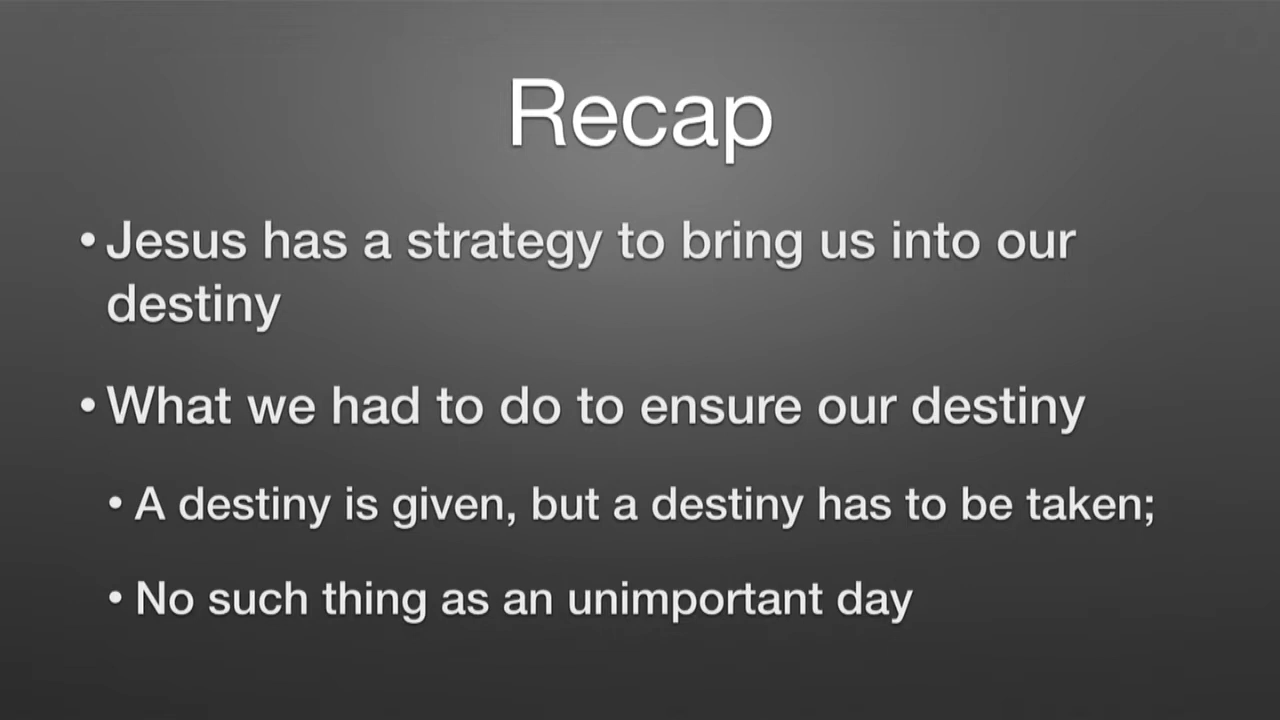 Recap
• Jesus has a strategy to bring us into our
destiny
• What we had to do to ensure our destiny
• A destiny is given, but a destiny has to be taken;
• No such thing as an unimportant day